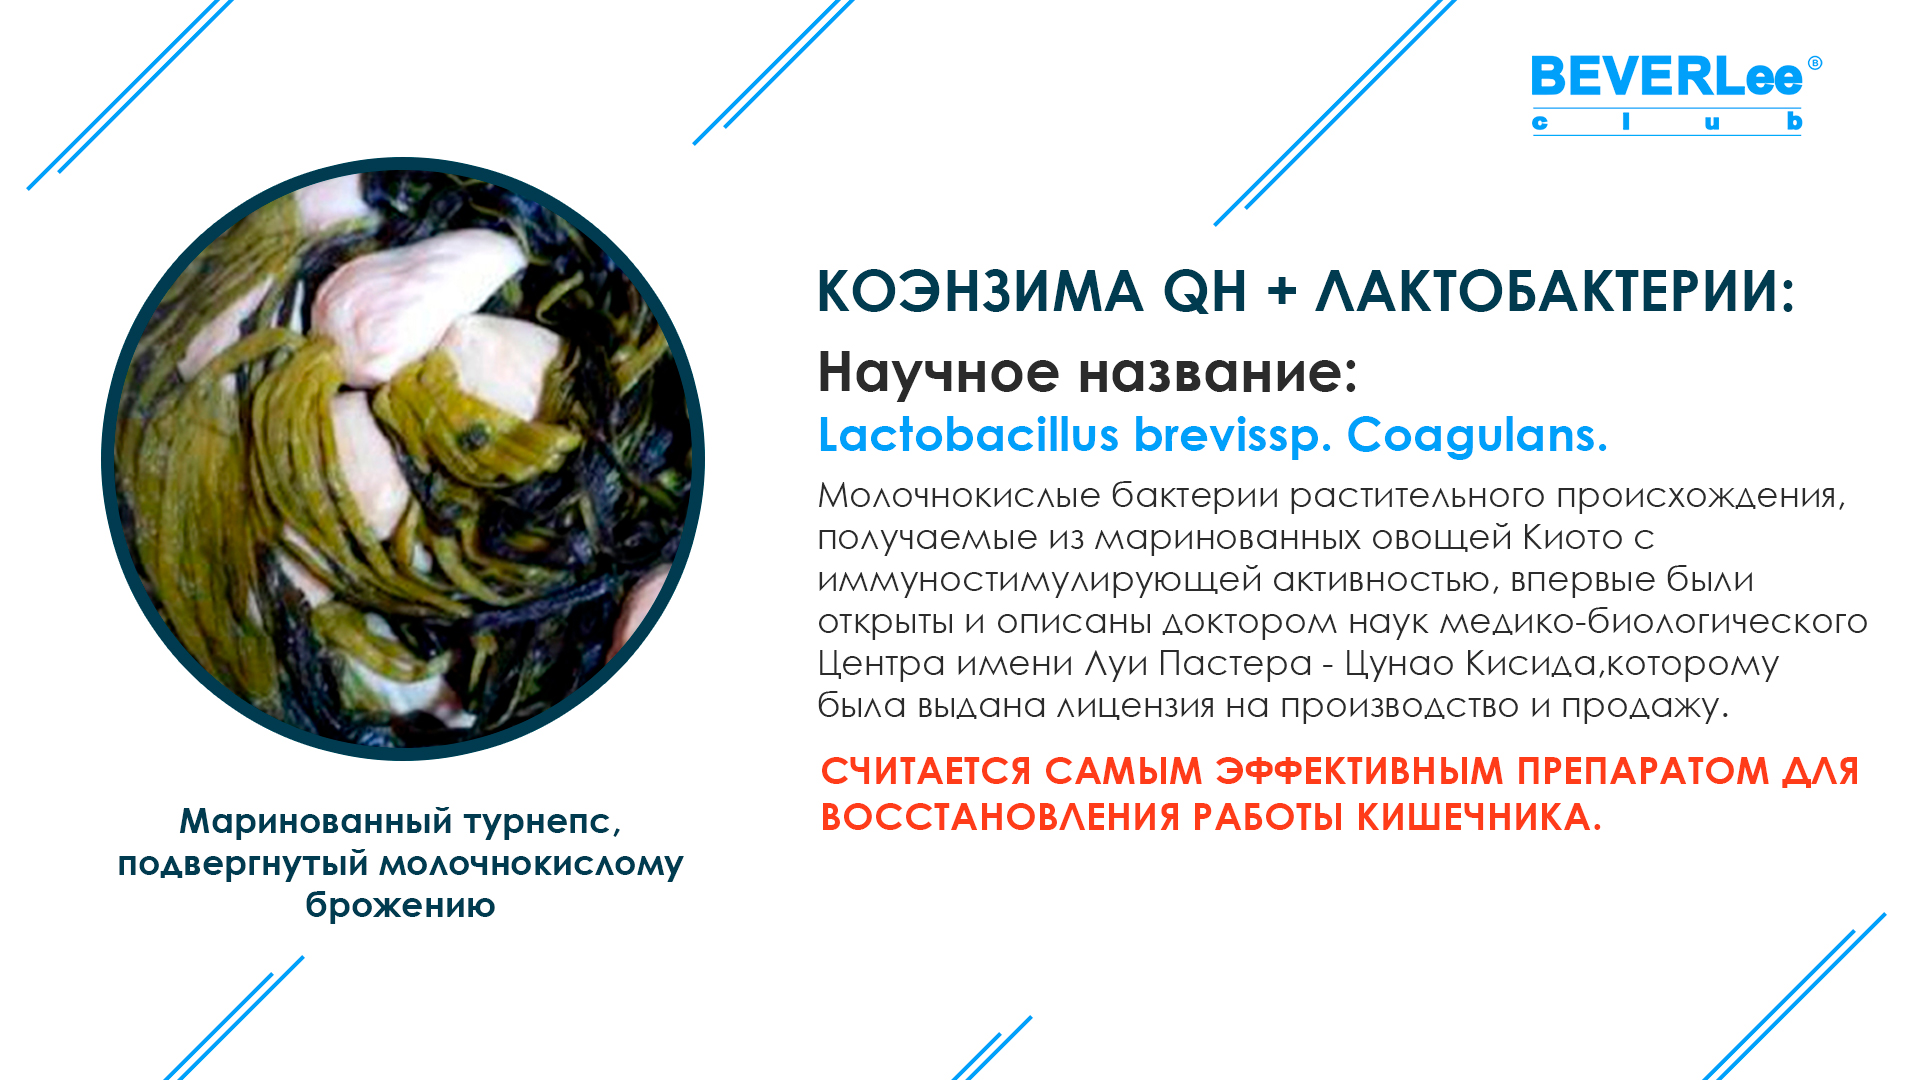 BEVERLee®
club
КОЭНЗИМА QH + ЛАКТОБАКТЕРИИ:
Научное название:
Lactobacillus brevissp. Coagulans.
Молочнокислые бактерии растительного происхождения,
получаемые из маринованных овощей Киото с
иммуностимулирующей активностью, впервые были
открыты и описаны доктором наук медико-биологического
Центра имени Луи Пастера - Цунао Кисида,которому
была выдана лицензия на производство и продажу.
СЧИТАЕТСЯ САМЫМ ЭФФЕКТИВНЫМ ПРЕПАРАТОМ ДЛЯ
ВОССТАНОВЛЕНИЯ РАБОТЫ КИШЕЧНИКА.
Маринованный турнепс,
подвергнутый молочнокислому
брожению